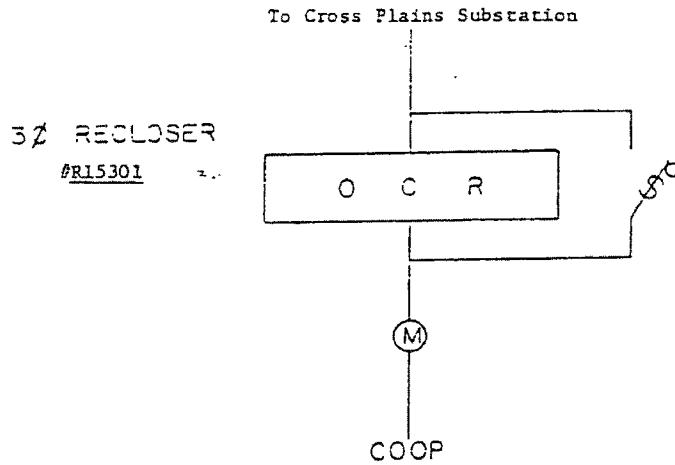 To Cross Plains Substation
3Ø RECLOSER
#R15301
O C R
M
COOP